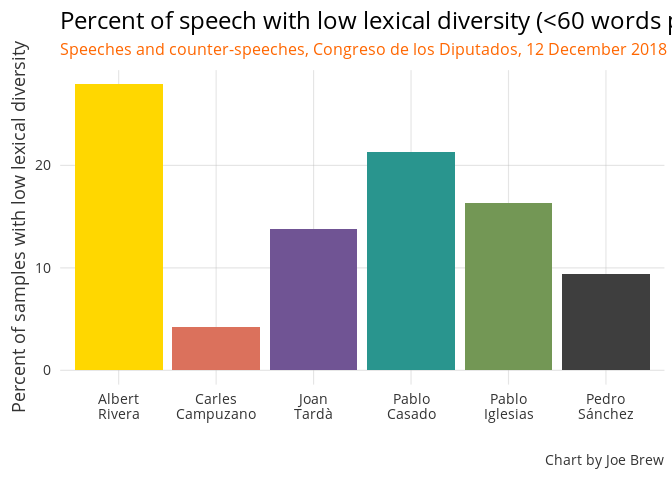 Percent of speech with low lexical diversity (<60 words
Speeches and counter-speeches, Congreso de los Diputados, 12 December 2018
Percent of samples with low lexical diversity
20
10
0
Albert
Rivera
Carles
Campuzano
Joan
Tardà
Pablo
Casado
Pablo
Iglesias
Pedro
Sánchez
Chart by Joe Brew